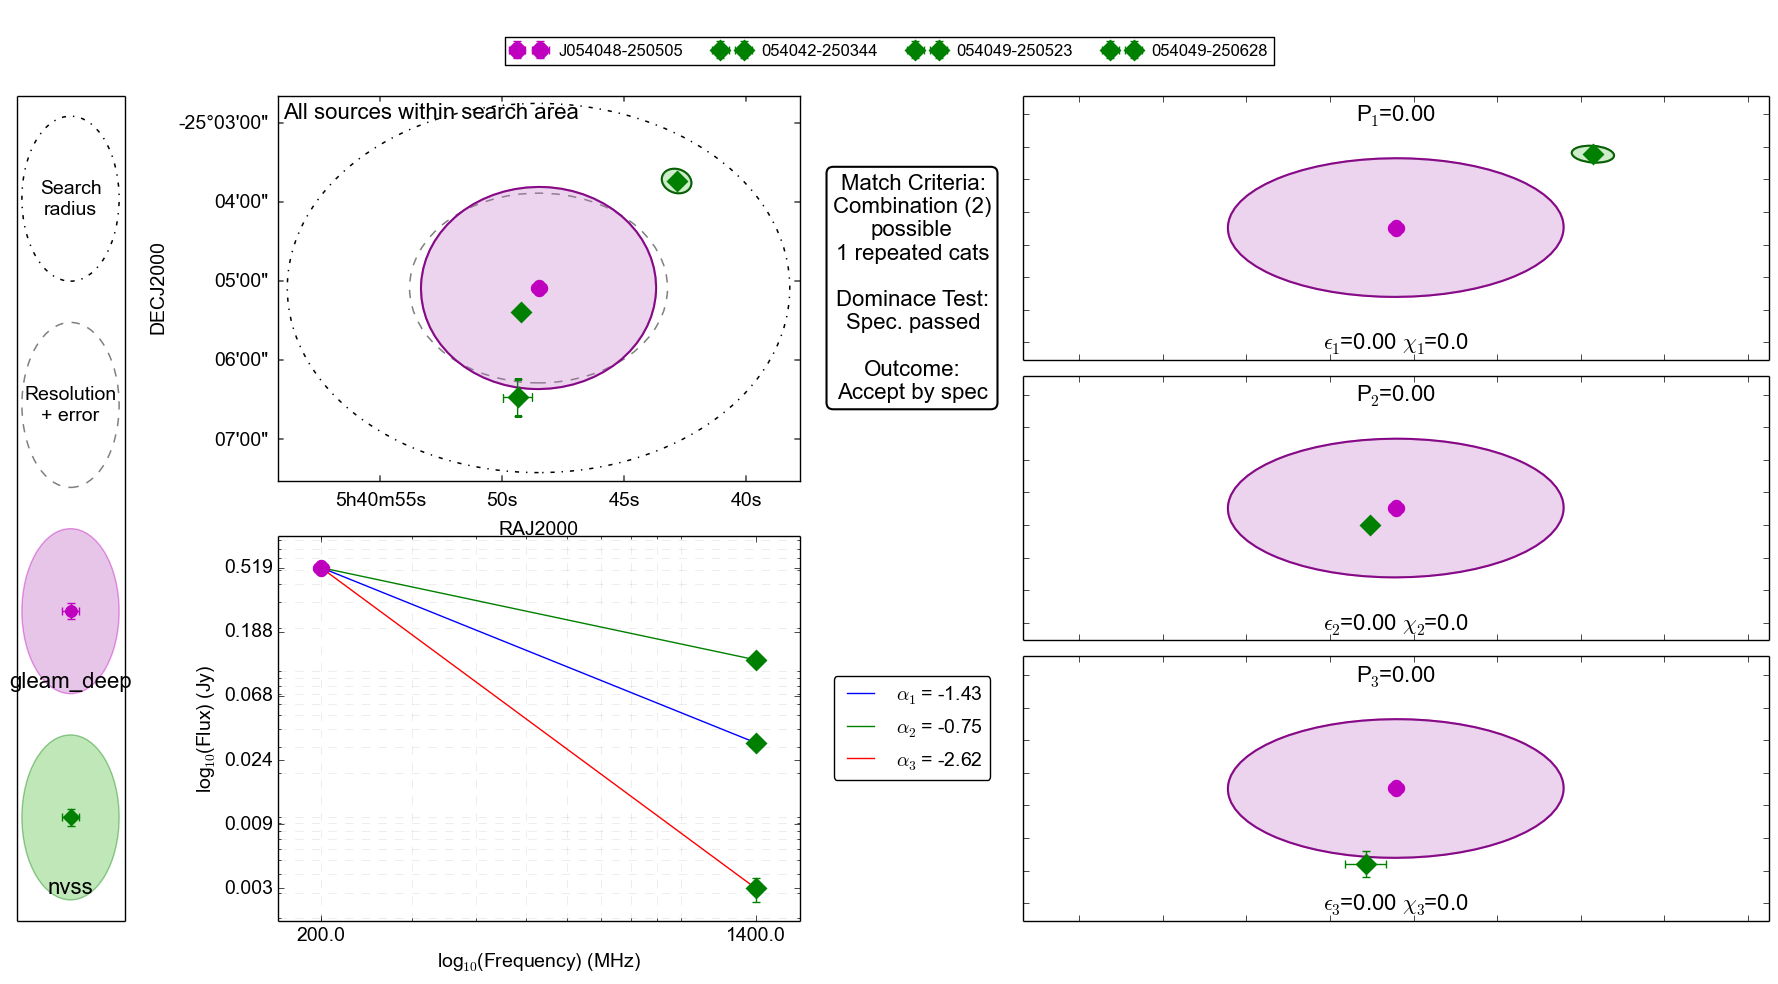 J054048-250505 054042-250344 054049-250523 054049-250628
Search
radius
Resolution
+ error
gleam_deep
nvss
All sources within search area
DECJ2000
-25°03'00"
04'00"
05'00"
06'00"
07'00"
5h40m55s 50s 45s 40s
RAJ2000
log₁₀(Flux) (Jy)
0.519
0.188
0.068
0.024
0.009
0.003
200.0 1400.0
log₁₀(Frequency) (MHz)
Match Criteria:
Combination (2)
possible
1 repeated cats
Dominace Test:
Spec. passed
Outcome:
Accept by spec
α₁ = -1.43
α₂ = -0.75
α₃ = -2.62
P₁=0.00
ϵ₁=0.00 χ₁=0.0
P₂=0.00
ϵ₂=0.00 χ₂=0.0
P₃=0.00
ϵ₃=0.00 χ₃=0.0